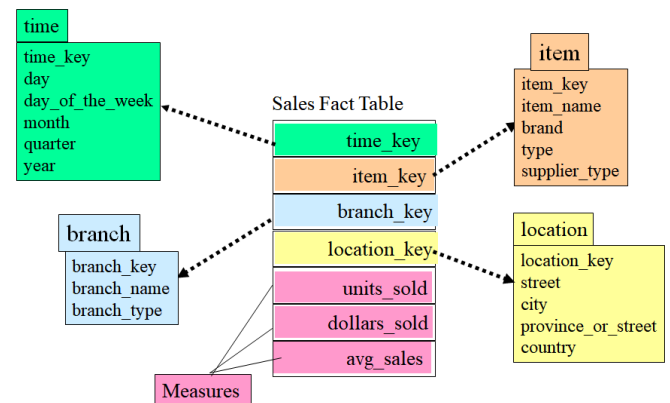 time
time_key
day
day_of_the_week
month
quarter
year
item
item_key
item_name
brand
type
supplier_type
Sales Fact Table
time_key
item_key
branch_key
location_key
units_sold
dollars_sold
avg_sales
Measures
branch
branch_key
branch_name
branch_type
location
location_key
street
city
province_or_street
country